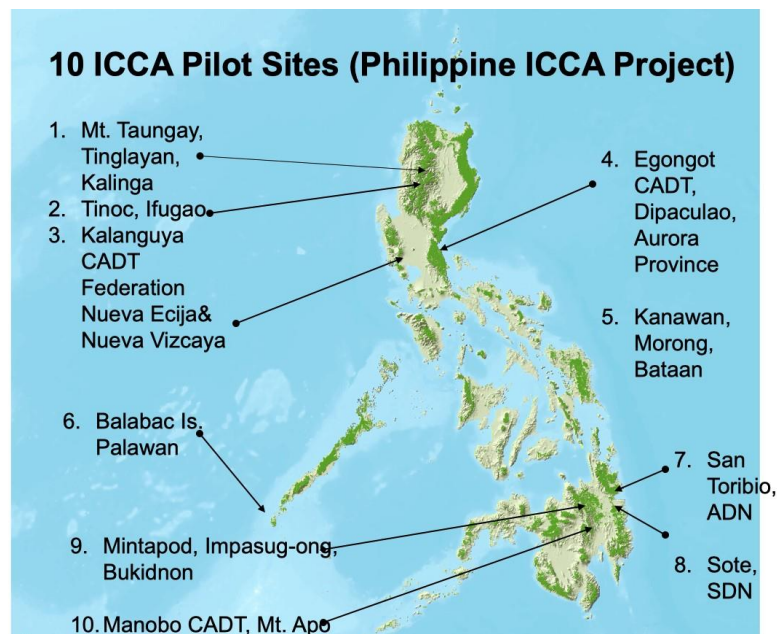 10 ICCA Pilot Sites (Philippine ICCA Project)
1. Mt. Taungay,
Tinglayan,
Kalinga
2. Tinoc, Ifugao
3. Kalanguya
CADT
Federation
Nueva Ecija&
Nueva Vizcaya
4. Egongot
CADT,
Dipaculao,
Aurora
Province
5. Kanawan,
Morong,
Bataan
6. Balabac Is.
Palawan
7. San
Toribio,
ADN
8. Sote,
SDN
9. Mintapod, Impasug-ong,
Bukidnon
10. Manobo CADT, Mt. Apo